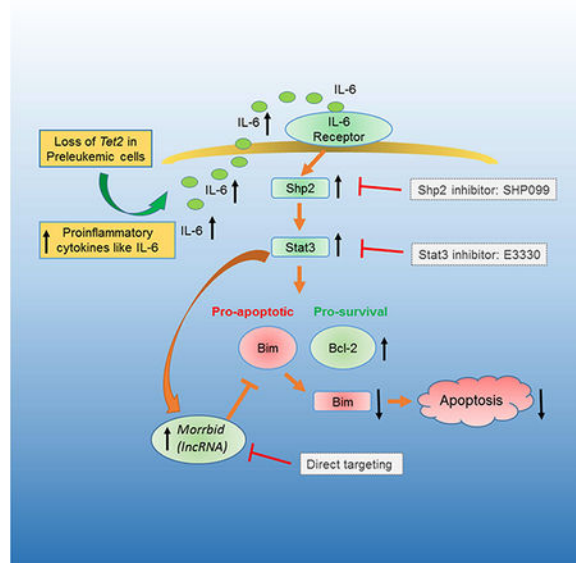 IL-6
IL-6
IL-6
Receptor
Loss of Tet2 in
Preleukemic cells
IL-6
Shp2
Shp2 inhibitor: SHP099
Proinflammatory
cytokines like IL-6
IL-6
Stat3
Stat3 inhibitor: E3330
Pro-apoptotic
Pro-survival
Bim
Bcl-2
Bim
Apoptosis
Morrbid
(lncRNA)
Direct targeting